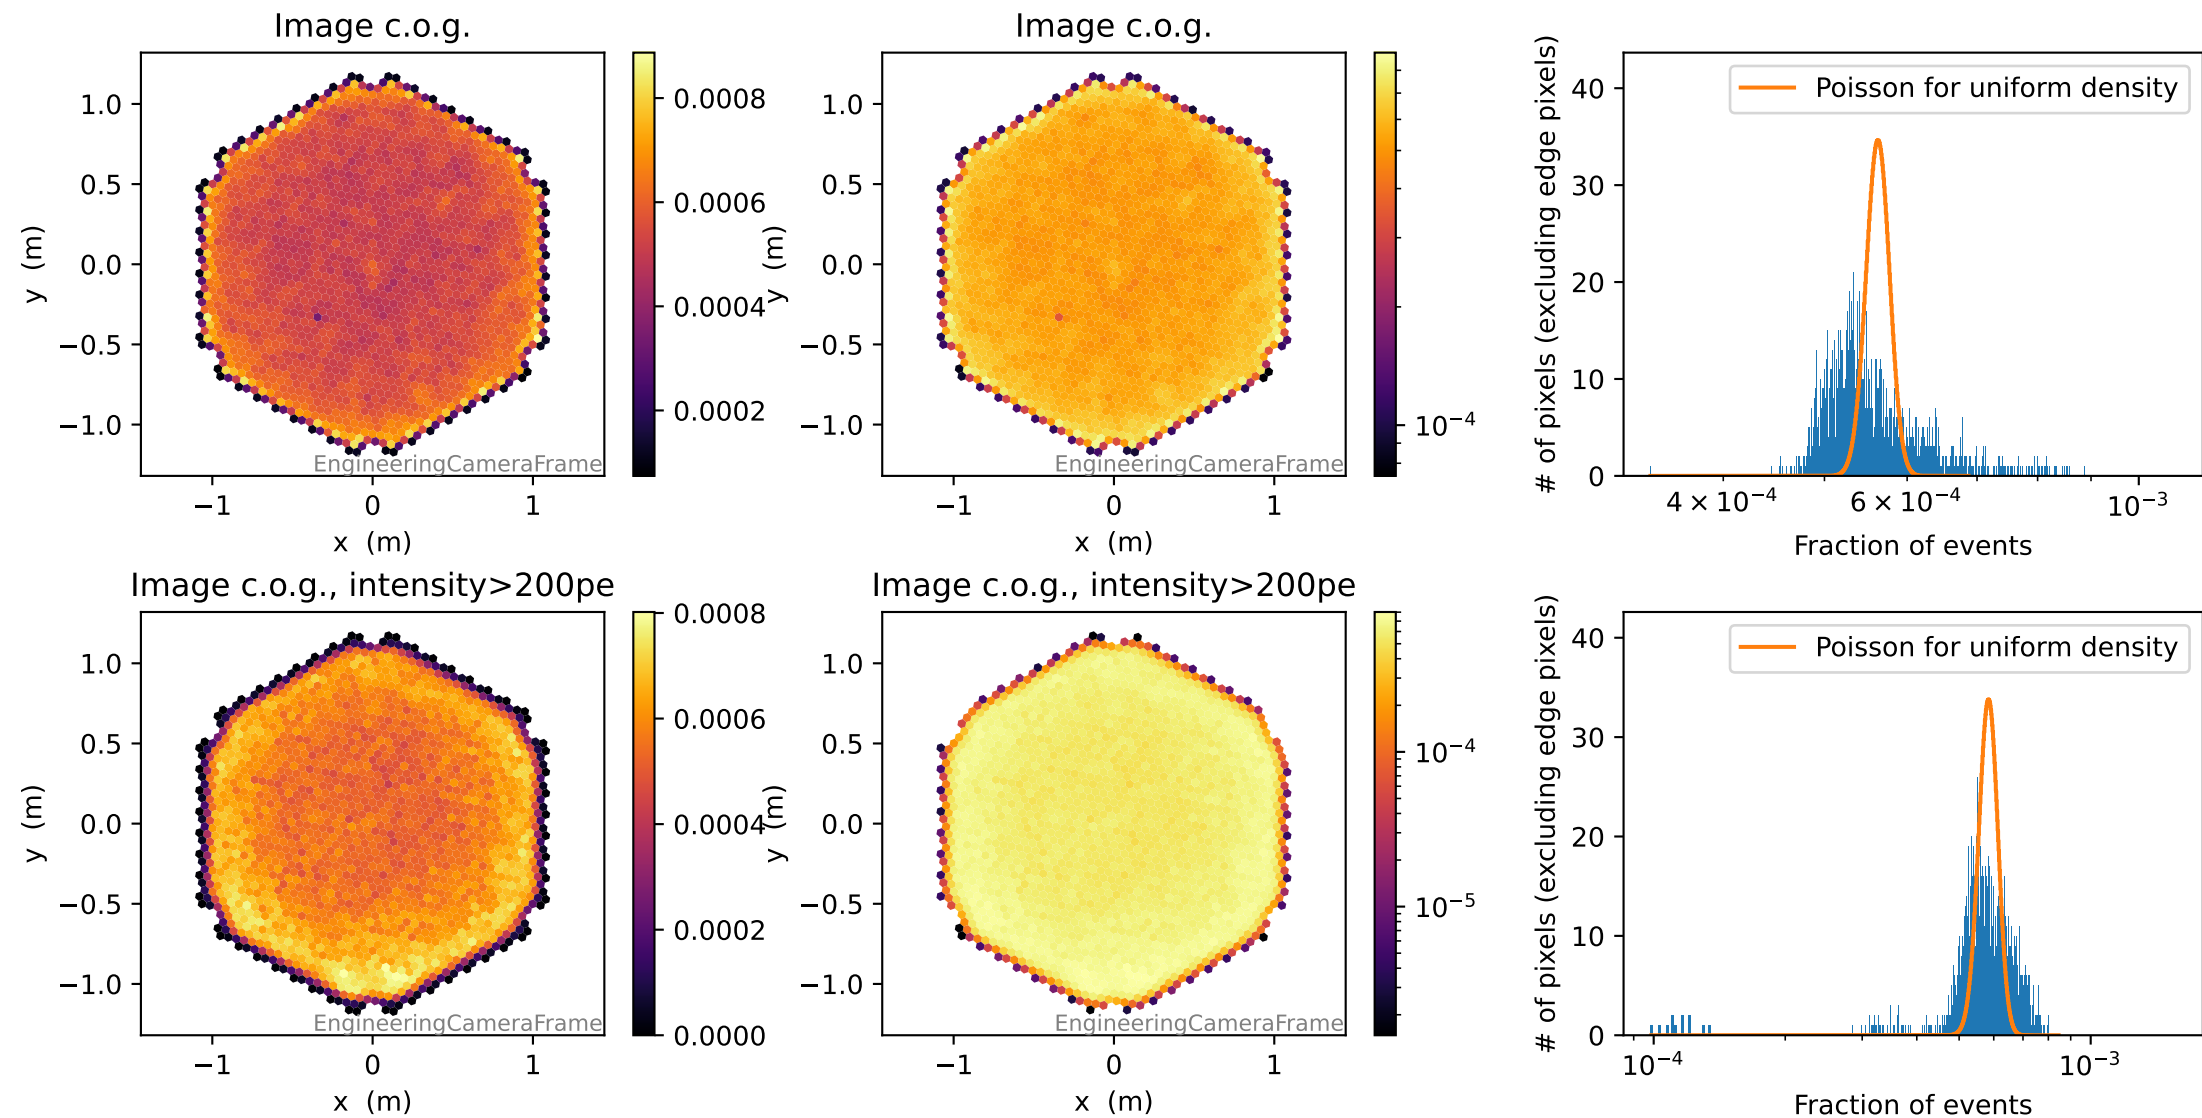 Image c.o.g.
1.0
0.5
0.0
−0.5
−1.0
y (m)
−1
0
1
x (m)
EngineeringCameraFrame
0.0008
0.0006
0.0004
0.0002
Image c.o.g.
1.0
0.5
0.0
−0.5
−1.0
y (m)
−1
0
1
x (m)
EngineeringCameraFrame
10⁻⁴
# of pixels (excluding edge pixels)
40
30
20
10
0
Poisson for uniform density
4 × 10⁻⁴
6 × 10⁻⁴
10⁻³
Fraction of events
Image c.o.g., intensity>200pe
1.0
0.5
0.0
−0.5
−1.0
y (m)
−1
0
1
x (m)
EngineeringCameraFrame
0.0008
0.0006
0.0004
0.0002
0.0000
Image c.o.g., intensity>200pe
1.0
0.5
0.0
−0.5
−1.0
y (m)
−1
0
1
x (m)
EngineeringCameraFrame
10⁻⁴
10⁻⁵
# of pixels (excluding edge pixels)
40
30
20
10
0
Poisson for uniform density
10⁻⁴
10⁻³
Fraction of events